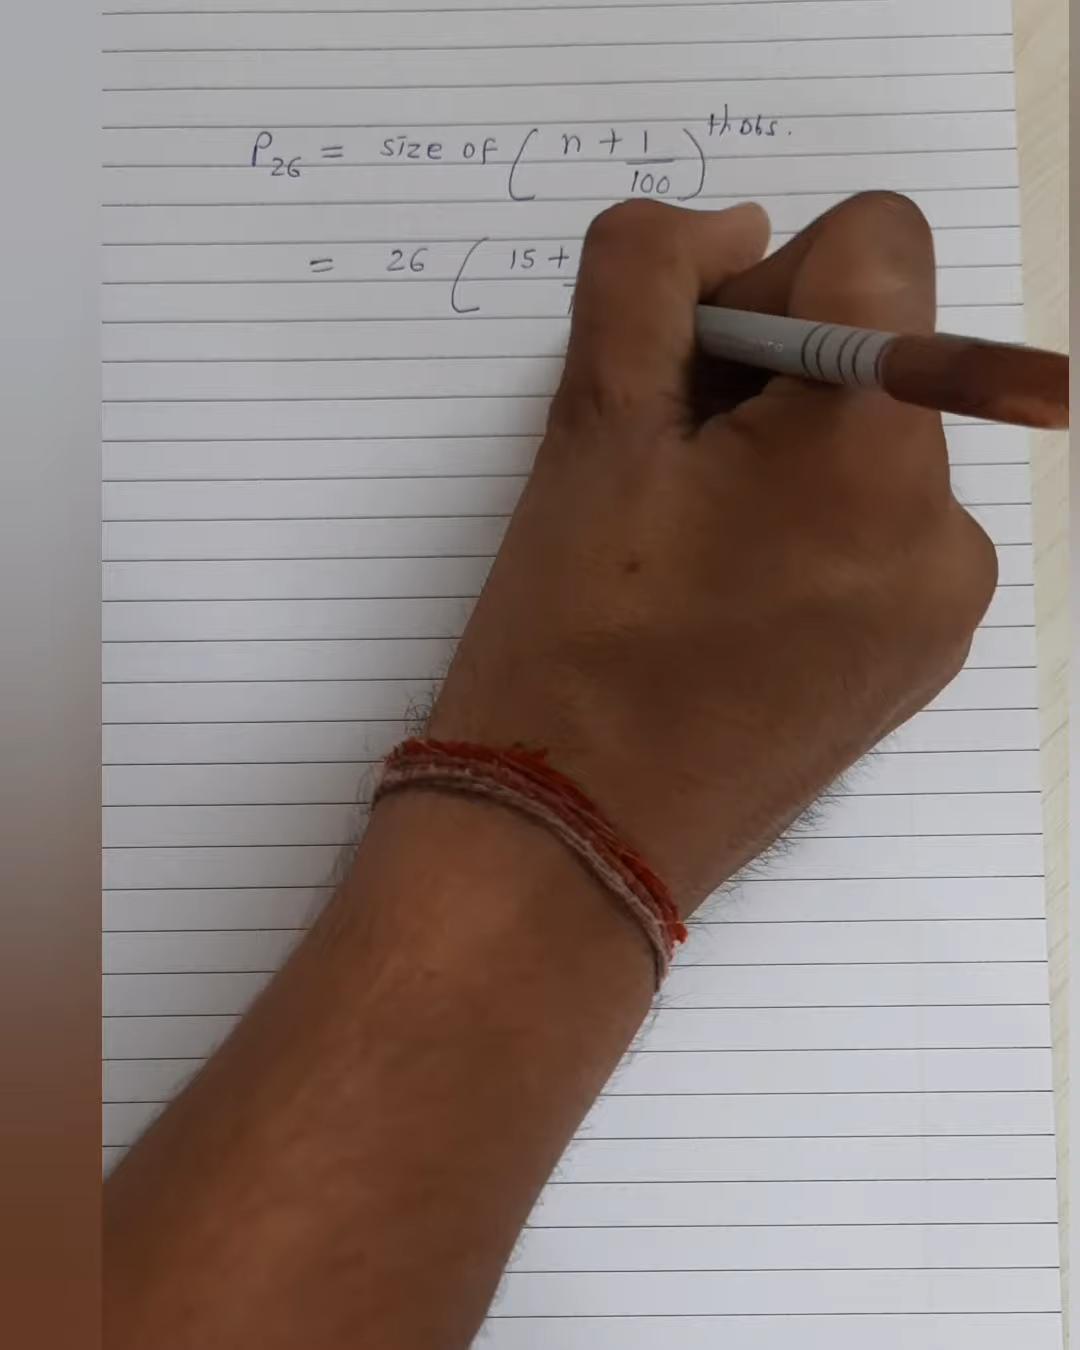 P26 = size of ( n + 1/100 ) th obs.
= 26 ( 15 +